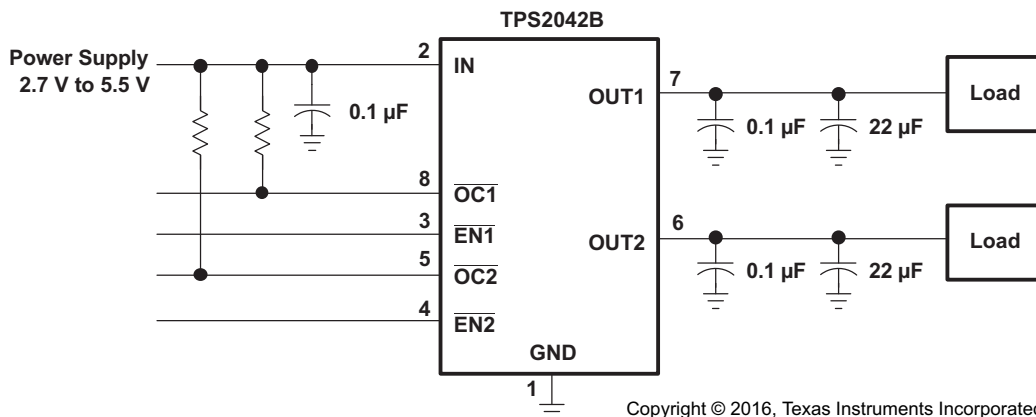 TPS2042B
Power Supply
2.7 V to 5.5 V
2
IN
0.1 µF
8
OC1
3
EN1
5
OC2
4
EN2
GND
1
OUT1
7
0.1 µF
22 µF
Load
OUT2
6
0.1 µF
22 µF
Load
Copyright © 2016, Texas Instruments Incorporated